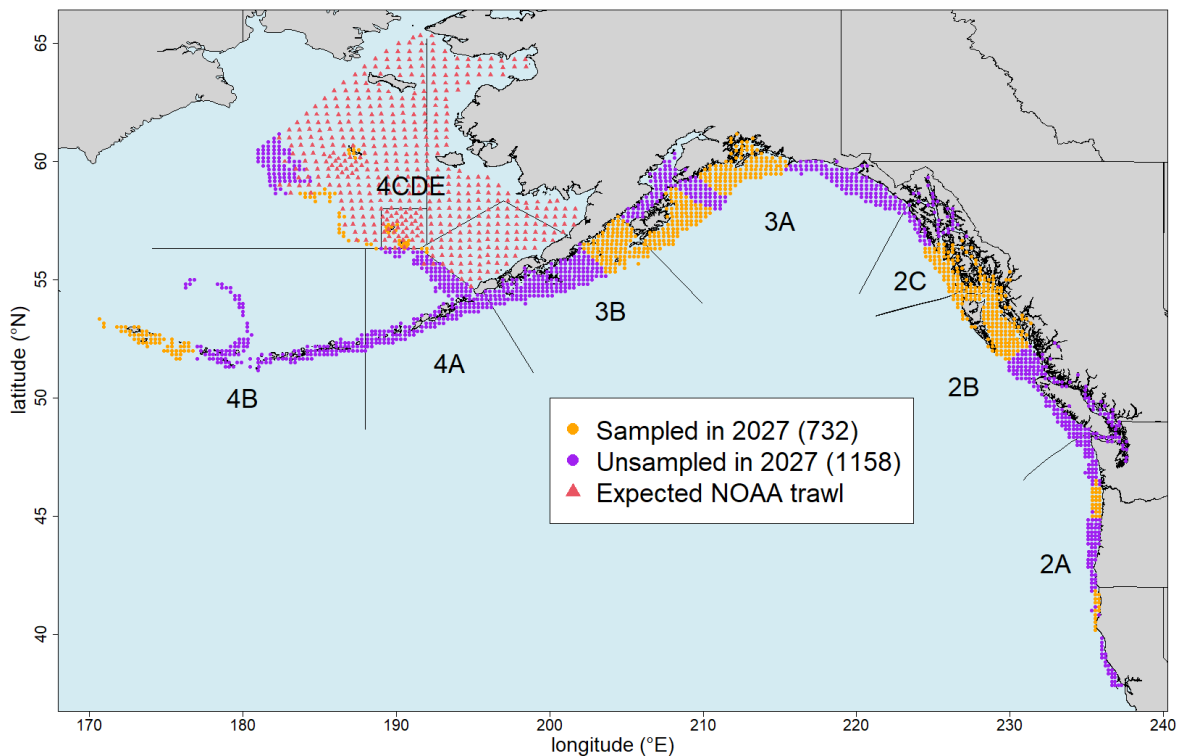 65
60
55
50
45
40
latitude (°N)
4CDE
3A
2C
3B
4A
4B
2B
2A
Sampled in 2027 (732)
Unsampled in 2027 (1158)
Expected NOAA trawl
170 180 190 200 210 220 230 240
longitude (°E)